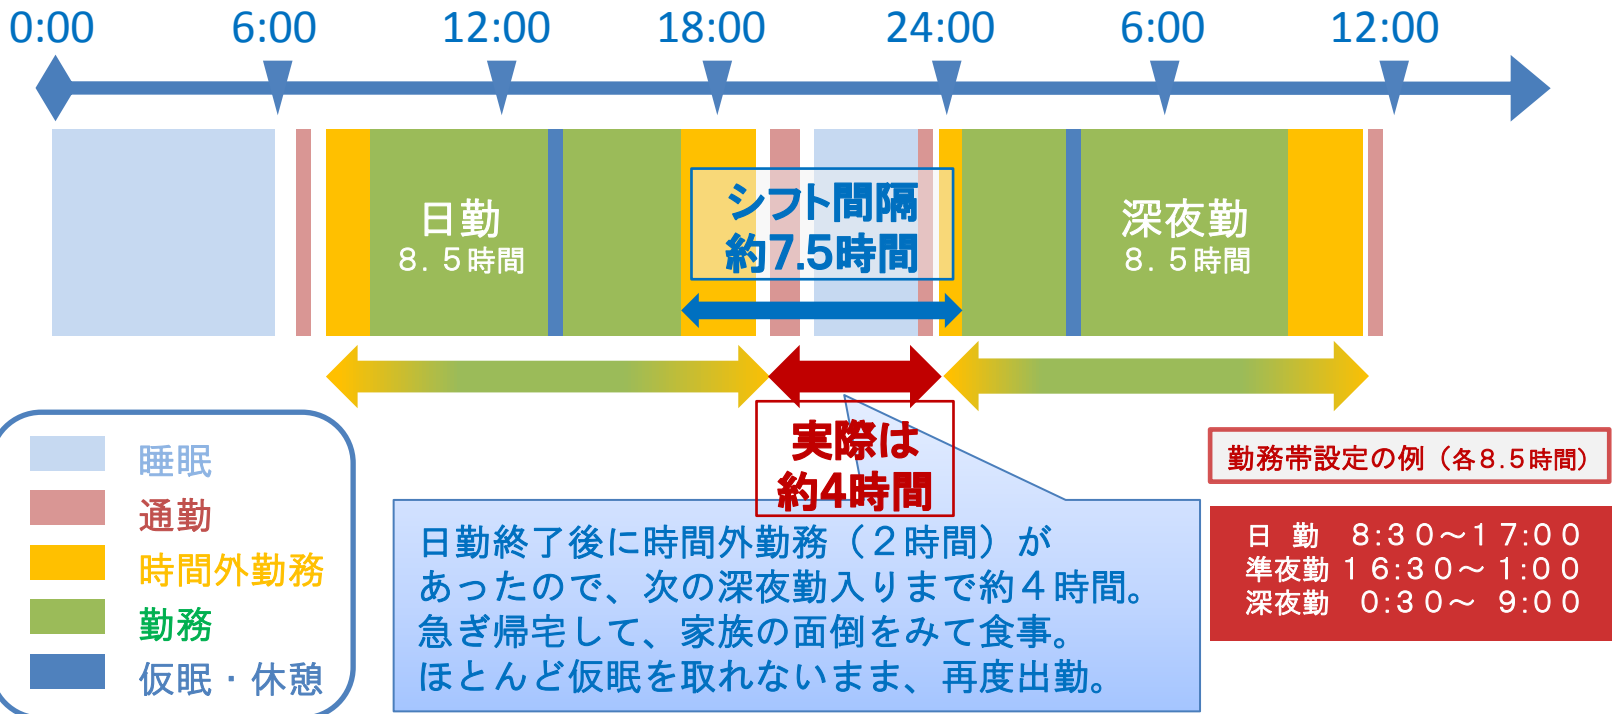 0:00 6:00 12:00 18:00 24:00 6:00 12:00
日勤
8.5時間
シフト間隔
約7.5時間
深夜勤
8.5時間
実際は
約4時間
睡眠
通勤
時間外勤務
勤務
仮眠・休憩
日勤終了後に時間外勤務（２時間）が
あったので、次の深夜勤入りまで約４時間。
急ぎ帰宅して、家族の面倒をみて食事。
ほとんど仮眠を取れないまま、再度出勤。
勤務帯設定の例（各８.５時間）
日 勤 ８:３０～１７:００
準夜勤 １６:３０～ １:００
深夜勤 ０:３０～ ９:００